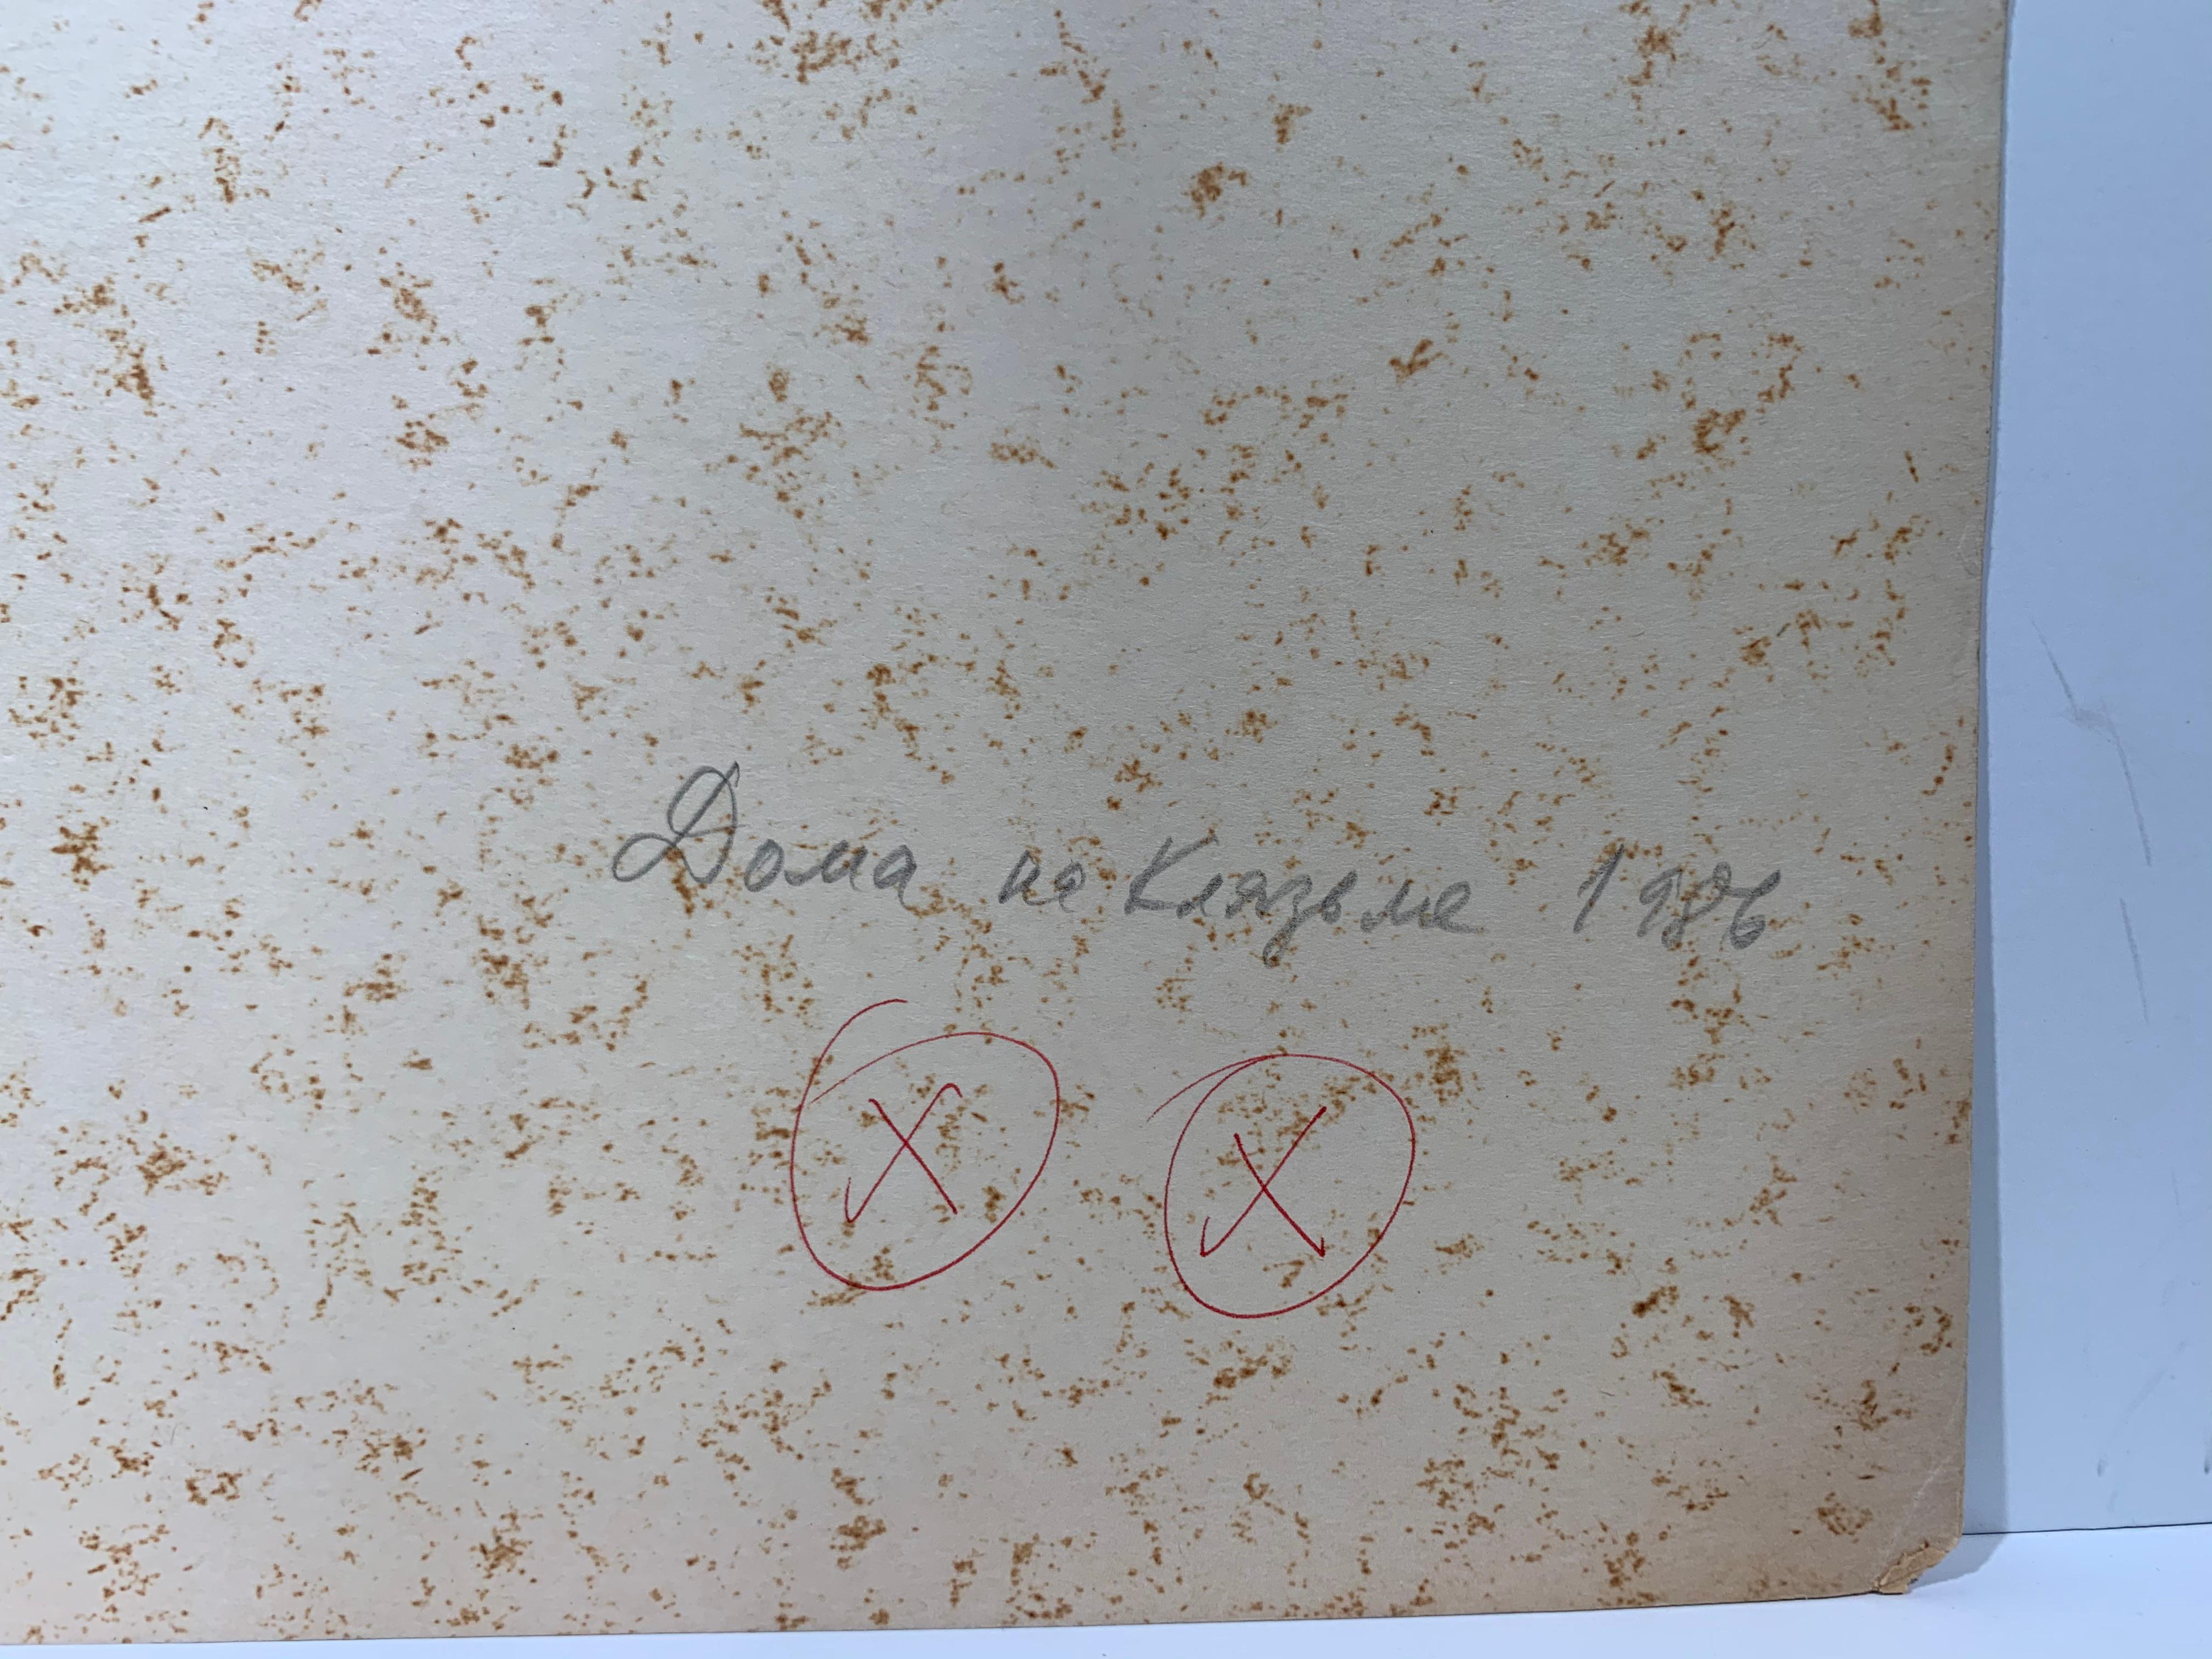 Дома на Клязьме 1986
X X